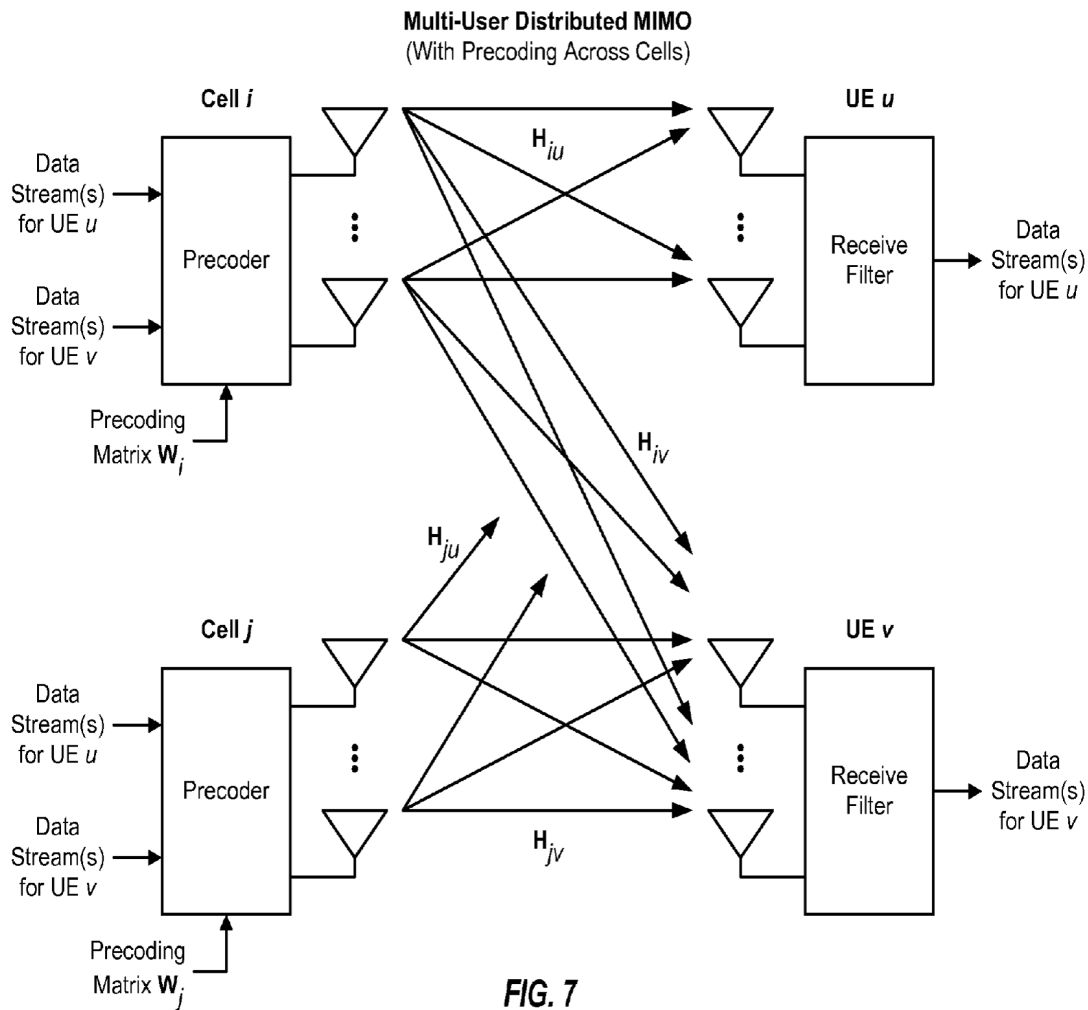 Multi-User Distributed MIMO
(With Precoding Across Cells)
Cell i
UE u
Data
Stream(s)
for UE u
Data
Stream(s)
for UE v
Precoder
H_iu
Receive
Filter
Data
Stream(s)
for UE u
Precoding
Matrix W_i
H_iv
H_ju
Cell j
UE v
Data
Stream(s)
for UE u
Data
Stream(s)
for UE v
Precoder
Receive
Filter
Data
Stream(s)
for UE v
H_jv
Precoding
Matrix W_j
FIG. 7